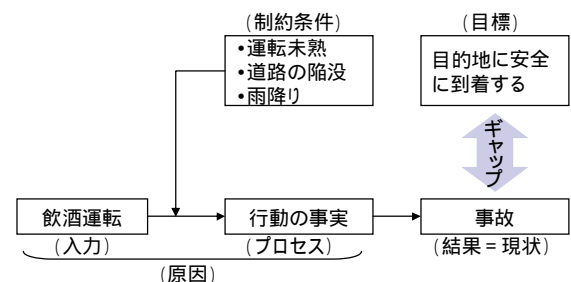 (制約条件)
•運転未熟
•道路の陥没
•雨降り
(目標)
目的地に安全
に到着する
ギャップ
飲酒運転
(入力)
行動の事実
(プロセス)
事故
(結果=現状)
(原因)